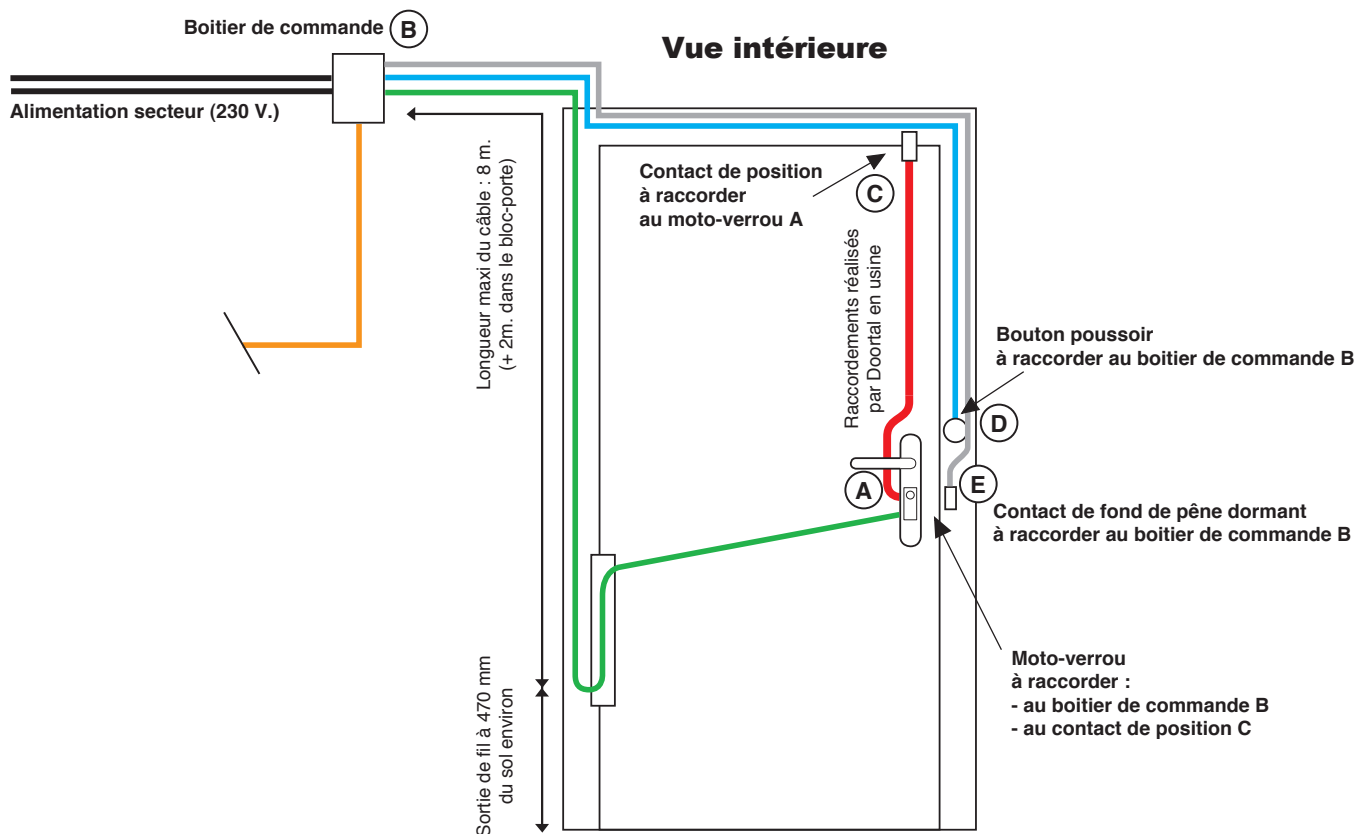 Boitier de commande B
Vue intérieure
Alimentation secteur (230 V.)
Longueur maxi du câble : 8 m.
(+ 2m. dans le bloc-porte)
Contact de position
à raccorder
au moto-verrou A
C
Raccordements réalisés
par Doortal en usine
Bouton poussoir
à raccorder au boitier de commande B
D
A
E
Contact de fond de pêne dormant
à raccorder au boitier de commande B
Moto-verrou
à raccorder :
- au boitier de commande B
- au contact de position C
Sortie de fil à 470 mm
du sol environ